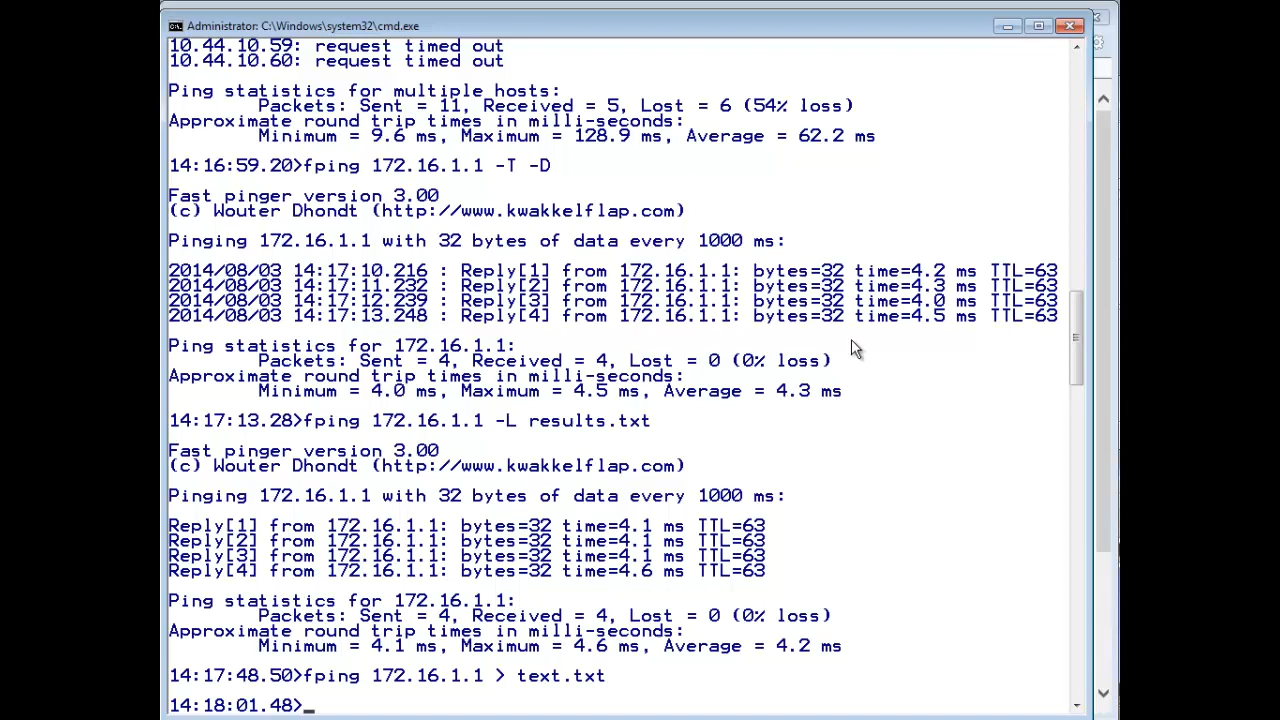 Administrator: C:\Windows\system32\cmd.exe
10.44.10.59: request timed out
10.44.10.60: request timed out
Ping statistics for multiple hosts:
Packets: Sent = 11, Received = 5, Lost = 6 (54% loss)
Approximate round trip times in milli-seconds:
Minimum = 9.6 ms, Maximum = 128.9 ms, Average = 62.2 ms
14:16:59.20>fping 172.16.1.1 -T -D
Fast pinger version 3.00
(c) Wouter Dhondt (http://www.kwakkelflap.com)
Pinging 172.16.1.1 with 32 bytes of data every 1000 ms:
2014/08/03 14:17:10.216 : Reply[1] from 172.16.1.1: bytes=32 time=4.2 ms TTL=63
2014/08/03 14:17:11.232 : Reply[2] from 172.16.1.1: bytes=32 time=4.3 ms TTL=63
2014/08/03 14:17:12.239 : Reply[3] from 172.16.1.1: bytes=32 time=4.0 ms TTL=63
2014/08/03 14:17:13.248 : Reply[4] from 172.16.1.1: bytes=32 time=4.5 ms TTL=63
Ping statistics for 172.16.1.1:
Packets: Sent = 4, Received = 4, Lost = 0 (0% loss)
Approximate round trip times in milli-seconds:
Minimum = 4.0 ms, Maximum = 4.5 ms, Average = 4.3 ms
14:17:13.28>fping 172.16.1.1 -L results.txt
Fast pinger version 3.00
(c) Wouter Dhondt (http://www.kwakkelflap.com)
Pinging 172.16.1.1 with 32 bytes of data every 1000 ms:
Reply[1] from 172.16.1.1: bytes=32 time=4.1 ms TTL=63
Reply[2] from 172.16.1.1: bytes=32 time=4.1 ms TTL=63
Reply[3] from 172.16.1.1: bytes=32 time=4.1 ms TTL=63
Reply[4] from 172.16.1.1: bytes=32 time=4.6 ms TTL=63
Ping statistics for 172.16.1.1:
Packets: Sent = 4, Received = 4, Lost = 0 (0% loss)
Approximate round trip times in milli-seconds:
Minimum = 4.1 ms, Maximum = 4.6 ms, Average = 4.2 ms
14:17:48.50>fping 172.16.1.1 > text.txt
14:18:01.48>_